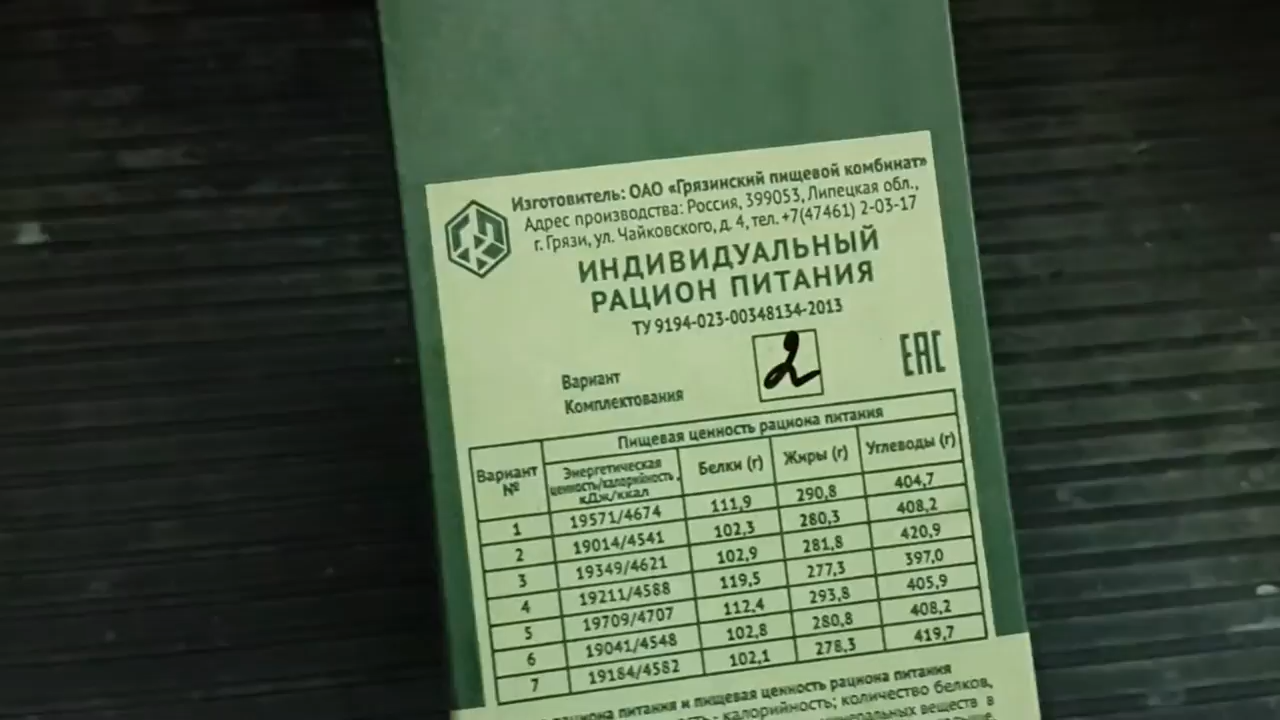 Изготовитель: ОАО «Грязинский пищевой комбинат»
Адрес производства: Россия, 399053, Липецкая обл.,
г. Грязи, ул. Чайковского, д. 4, тел. +7(47461) 2-03-17
ИНДИВИДУАЛЬНЫЙ
РАЦИОН ПИТАНИЯ
ТУ 9194-023-00348134-2013
Вариант
Комплектования
2
ЕАС
Пищевая ценность рациона питания
Вариант № Энергетическая ценность/калорийность, кДж/ккал Белки (г) Жиры (г) Углеводы (г)
1 19571/4674 111,9 290,8 404,7
2 19014/4541 102,3 280,3 408,2
3 19349/4621 102,9 281,8 420,9
4 19211/4588 119,5 277,3 397,0
5 19709/4707 112,4 293,8 405,9
6 19041/4548 102,8 280,8 408,2
7 19184/4582 102,1 278,3 419,7
рациона питания и пищевая ценность рациона питания
- калорийность; количество белков,
минеральных веществ в